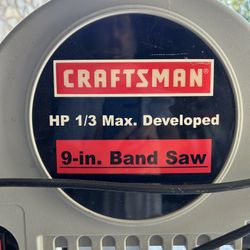 CRAFTSMAN®
HP 1/3 Max. Developed
9-in. Band Saw